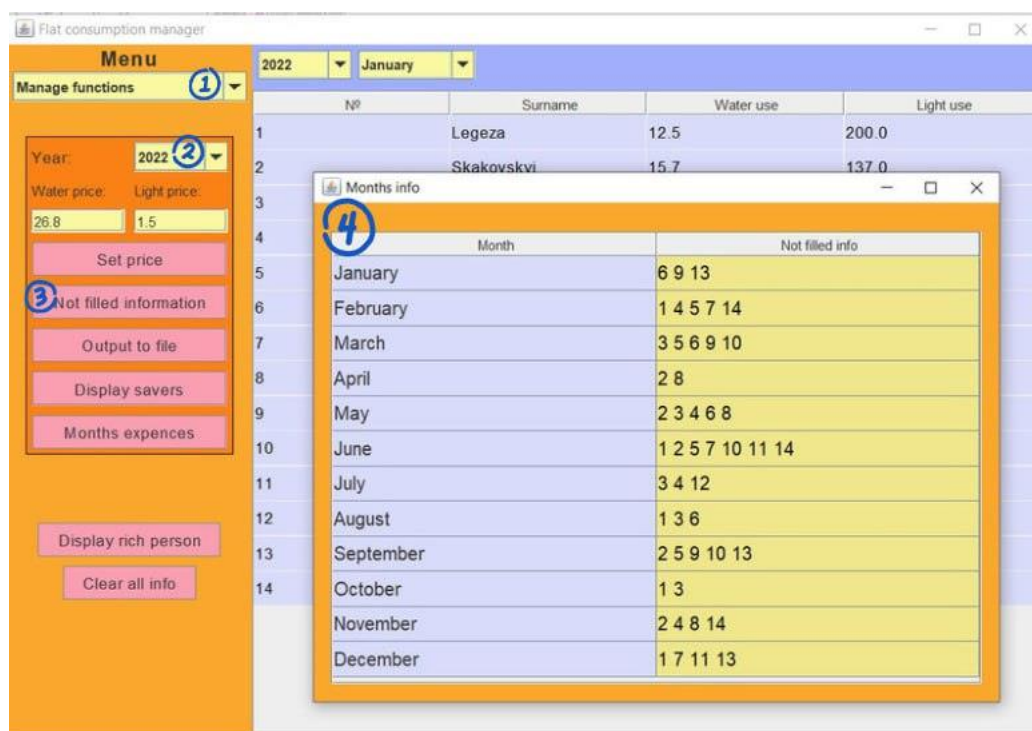 Flat consumption manager
Menu
Manage functions 1
2022 January
Nº Surname Water use Light use
1 Legeza 12.5 200.0
2 Skakovskyi 15.7 137.0
3
4
5
6
7
8
9
10
11
12
13
14
Year: 2022 2
Water price: Light price:
26.8 1.5
Set price
3 Not filled information
Output to file
Display savers
Months expences
Display rich person
Clear all info
Months info
4
Month Not filled info
January 6 9 13
February 1 4 5 7 14
March 3 5 6 9 10
April 2 8
May 2 3 4 6 8
June 1 2 5 7 10 11 14
July 3 4 12
August 1 3 6
September 2 5 9 10 13
October 1 3
November 2 4 8 14
December 1 7 11 13